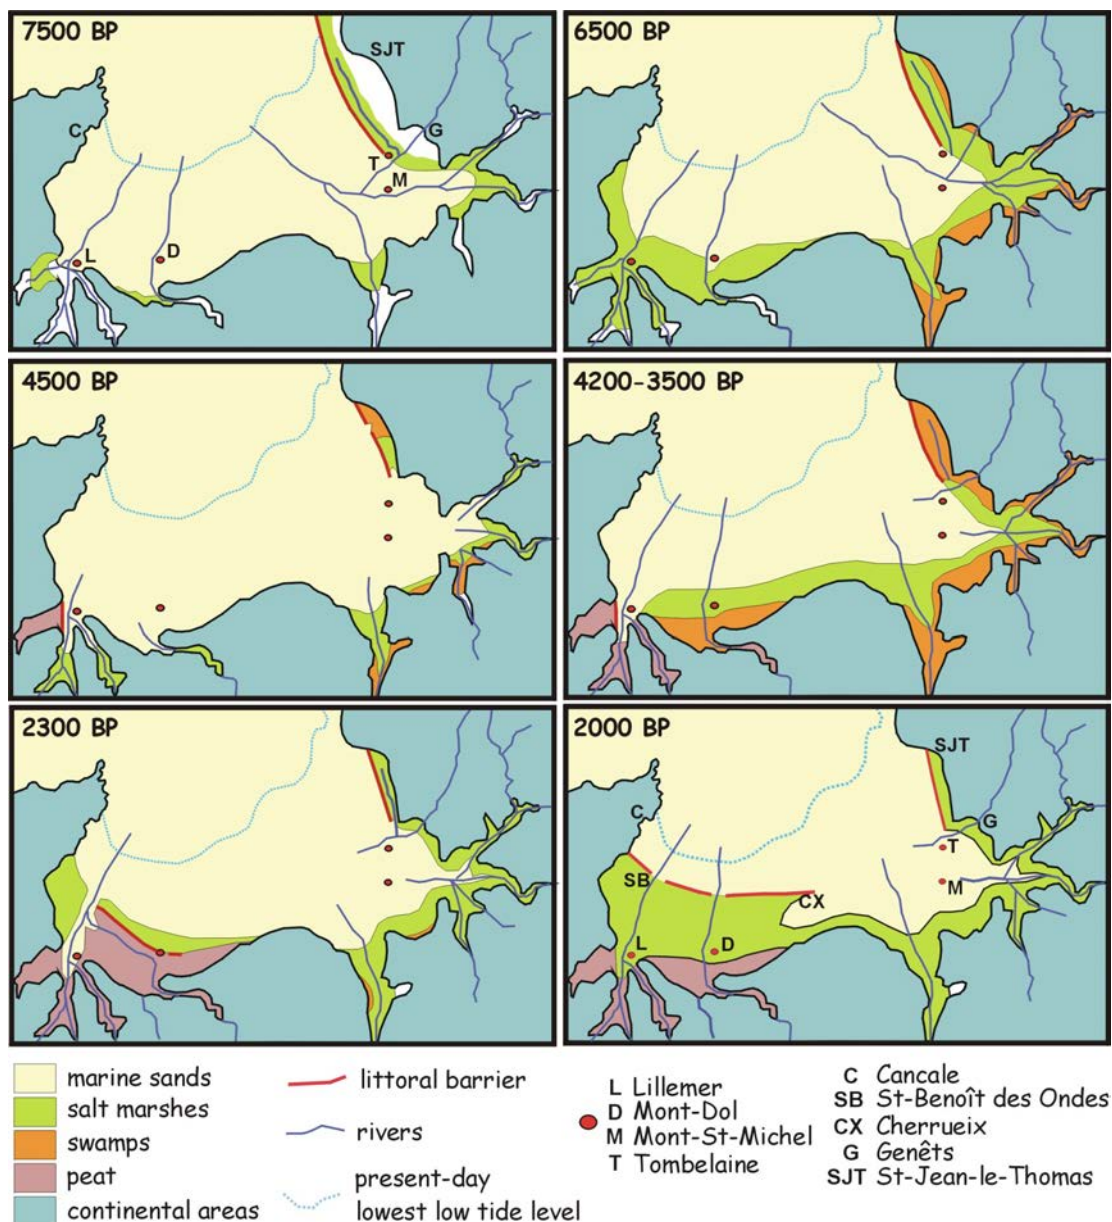 7500 BP
SJT
C
G
T
M
L
D
6500 BP
4500 BP
4200-3500 BP
2300 BP
2000 BP
SJT
C
G
T
SB
M
CX
L
D
marine sands
salt marshes
swamps
peat
continental areas
littoral barrier
rivers
present-day
lowest low tide level
L Lillemer
D Mont-Dol
M Mont-St-Michel
T Tombelaine
C Cancale
SB St-Benoît des Ondes
CX Cherrueix
G Genêts
SJT St-Jean-le-Thomas